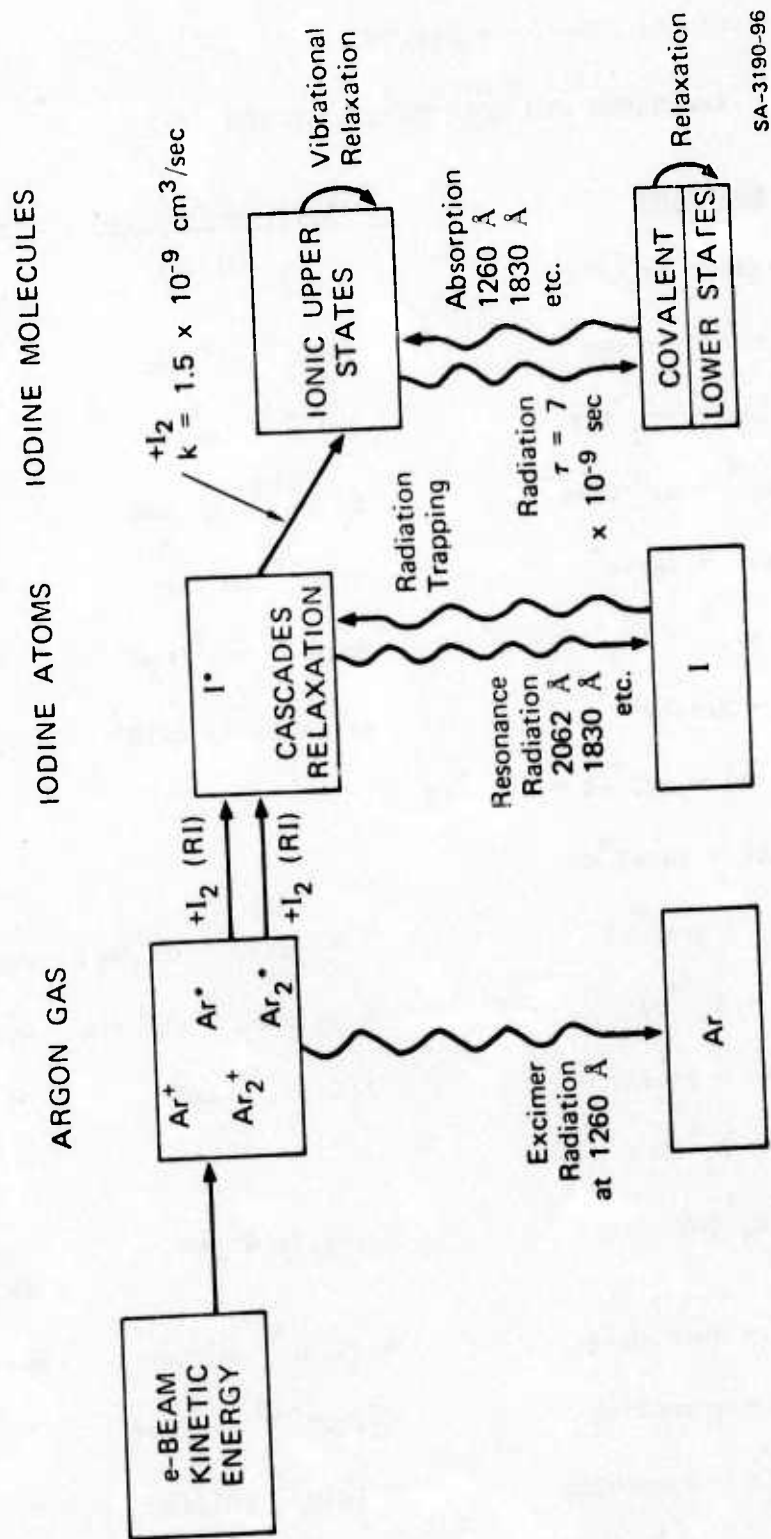 ARGON GAS
IODINE ATOMS
IODINE MOLECULES
e-BEAM
KINETIC
ENERGY
Ar⁺ Ar*
Ar₂⁺ Ar₂*
+I₂ (RI)
+I₂ (RI)
I*
CASCADES
RELAXATION
+I₂
k = 1.5 x 10⁻⁹ cm³/sec
IONIC UPPER
STATES
Vibrational
Relaxation
Excimer
Radiation
at 1260 Å
Resonance
Radiation
2062 Å
1830 Å
etc.
Radiation
Trapping
Radiation
τ = 7
x 10⁻⁹ sec
Absorption
1260 Å
1830 Å
etc.
Ar
I
COVALENT
LOWER STATES
Relaxation
SA-3190-96